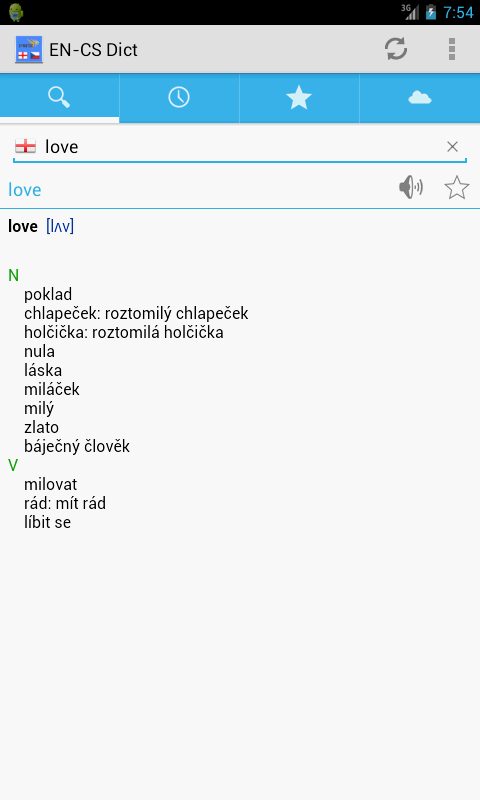 3G 7:54
EN-CS Dict
love
love
love [lʌv]
N
poklad
chlapeček: roztomilý chlapeček
holčička: roztomilá holčička
nula
láska
miláček
milý
zlato
báječný člověk
V
milovat
rád: mít rád
líbit se